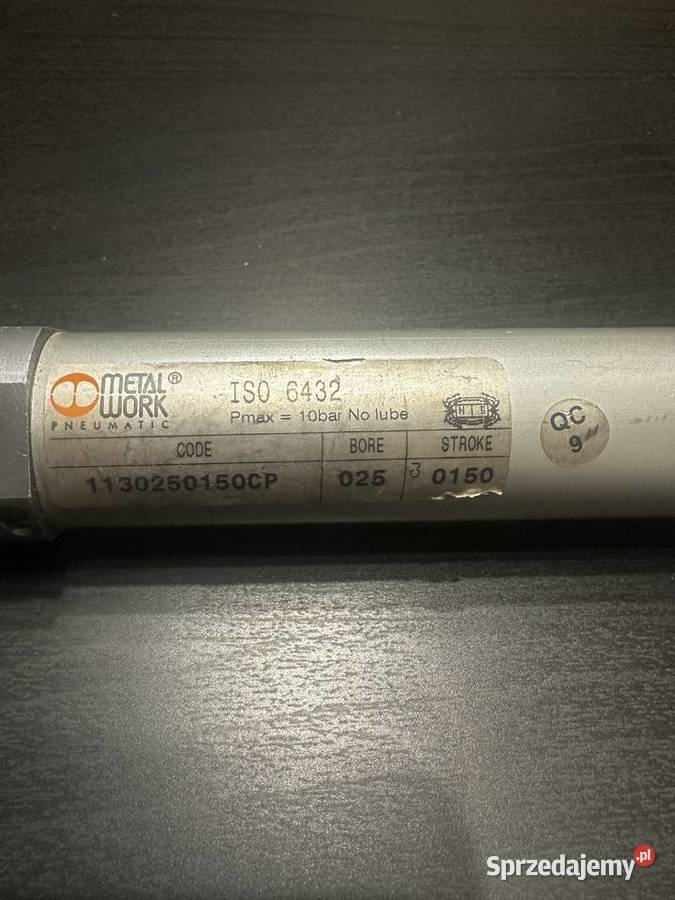 METAL®
WORK
PNEUMATIC
ISO 6432
Pmax = 10bar No lube
NIS
CODE BORE STROKE
1130250150CP 025 0150
QC
9
Sprzedajemy.pl